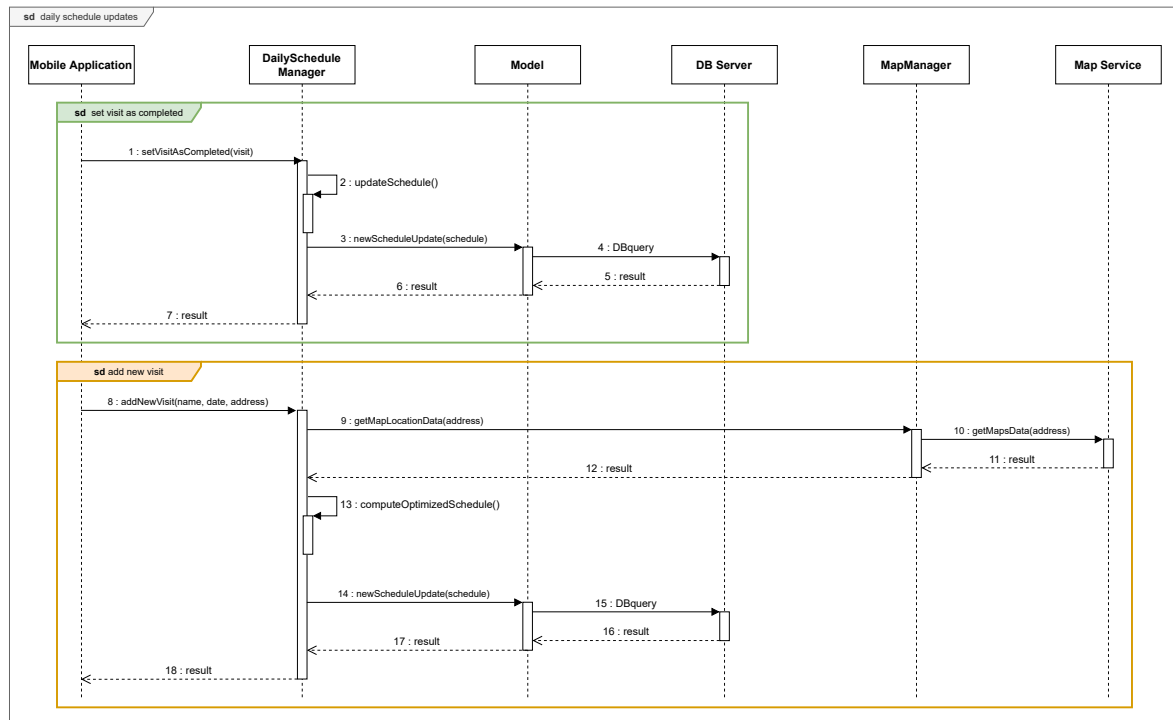 sd daily schedule updates
Mobile Application
DailySchedule
Manager
Model
DB Server
MapManager
Map Service
sd set visit as completed
1 : setVisitAsCompleted(visit)
2 : updateSchedule()
3 : newScheduleUpdate(schedule)
4 : DBquery
5 : result
6 : result
7 : result
sd add new visit
8 : addNewVisit(name, date, address)
9 : getMapLocationData(address)
10 : getMapsData(address)
11 : result
12 : result
13 : computeOptimizedSchedule()
14 : newScheduleUpdate(schedule)
15 : DBquery
16 : result
17 : result
18 : result